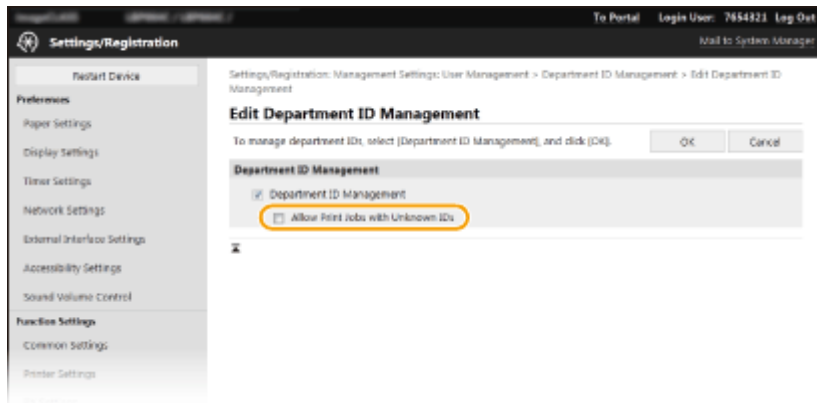 To Portal Login User: 7654321 Log Out
Settings/Registration
Mail to System Manager
Restart Device
Preferences
Paper Settings
Display Settings
Timer Settings
Network Settings
External Interface Settings
Accessibility Settings
Sound Volume Control
Function Settings
Common Settings
Printer Settings
Settings/Registration: Management Settings: User Management > Department ID Management > Edit Department ID
Management
Edit Department ID Management
To manage department IDs, select [Department ID Management], and click [OK].
OK
Cancel
Department ID Management
Department ID Management
Allow Print Jobs with Unknown IDs